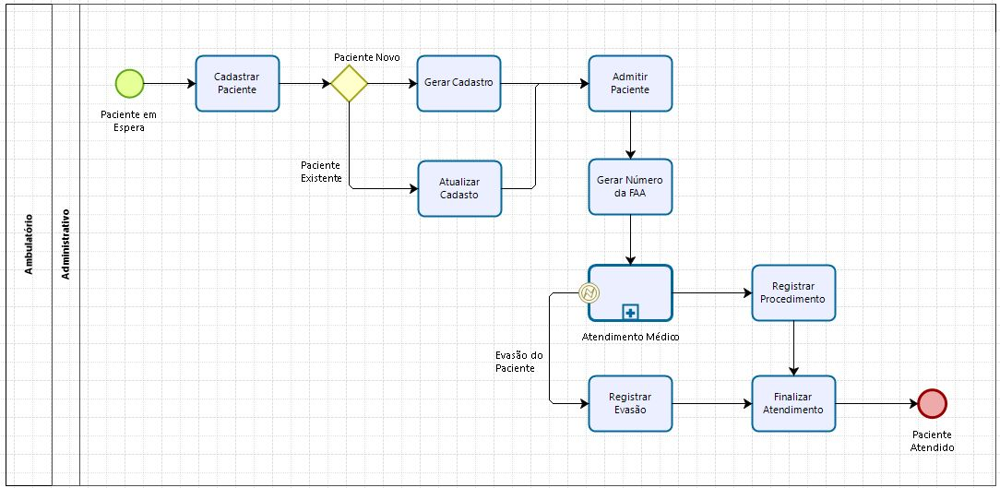 Ambulatório
Administrativo
Paciente em
Espera
Cadastrar
Paciente
Paciente Novo
Gerar Cadastro
Admitir
Paciente
Paciente
Existente
Atualizar
Cadasto
Gerar Número
da FAA
Atendimento Médico
Registrar
Procedimento
Evasão do
Paciente
Registrar
Evasão
Finalizar
Atendimento
Paciente
Atendido